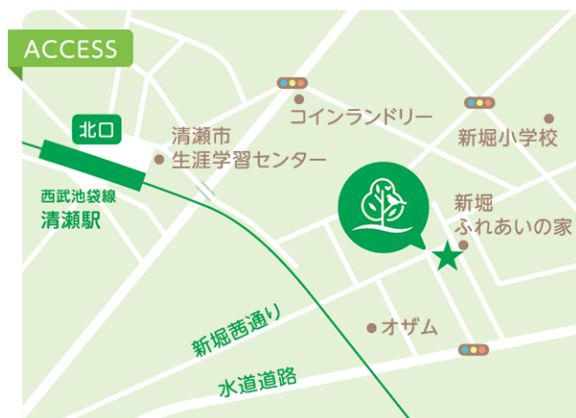 ACCESS
北口
西武池袋線
清瀬駅
清瀬市
生涯学習センター
コインランドリー
新堀小学校
新堀
ふれあいの家
新堀茜通り
オザム
水道道路